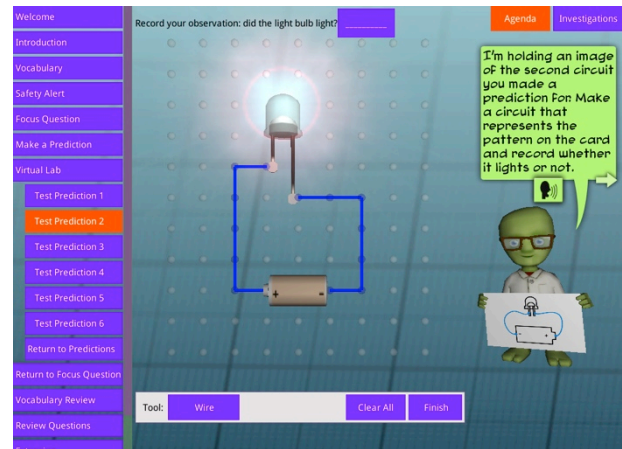 Welcome
Introduction
Vocabulary
Safety Alert
Focus Question
Make a Prediction
Virtual Lab
Test Prediction 1
Test Prediction 2
Test Prediction 3
Test Prediction 4
Test Prediction 5
Test Prediction 6
Return to Predictions
Return to Focus Question
Vocabulary Review
Review Questions
Record your observation: did the light bulb light? __________
Agenda
Investigations
I'm holding an image
of the second circuit
you made a
prediction for. Make
a circuit that
represents the
pattern on the card
and record whether
it lights or not.
+ -
Tool:
Wire
Clear All
Finish